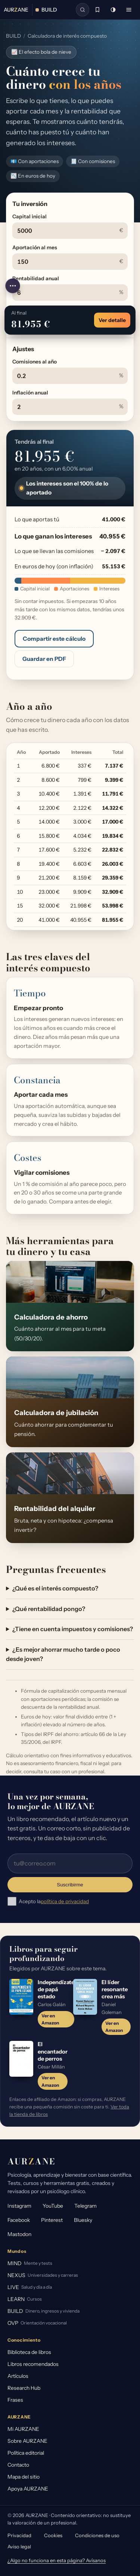 AURZANE BUILD
BUILD / Calculadora de interés compuesto
El efecto bola de nieve
Cuánto crece tu
dinero con los años
Escribe lo que tienes, lo que puedes
aportar cada mes y la rentabilidad que
esperas. Te mostramos cuánto tendrás,
año a año, y cuánto pone el interés
compuesto por ti.
Con aportaciones
Con comisiones
En euros de hoy
Tu inversión
Capital inicial
5000 €
Aportación al mes
150 €
Rentabilidad anual
6 %
Al final
81.955 €
Ver detalle
Ajustes
Comisiones al año
0.2 %
Inflación anual
2 %
Tendrás al final
81.955 €
en 20 años, con un 6,00% anual
Los intereses son el 100% de lo
aportado
Lo que aportas tú 41.000 €
Lo que ganan los intereses 40.955 €
Lo que se llevan las comisiones − 2.097 €
En euros de hoy (con inflación) 55.153 €
Capital inicial Aportaciones Intereses
Sin contar impuestos. Si empezaras 10 años
más tarde con los mismos datos, tendrías unos
32.909 €.
Compartir este cálculo
Guardar en PDF
Año a año
Cómo crece tu dinero cada año con los datos
que has escrito.
Año Aportado Intereses Total
1 6.800 € 337 € 7.137 €
2 8.600 € 799 € 9.399 €
3 10.400 € 1.391 € 11.791 €
4 12.200 € 2.122 € 14.322 €
5 14.000 € 3.000 € 17.000 €
6 15.800 € 4.034 € 19.834 €
7 17.600 € 5.232 € 22.832 €
8 19.400 € 6.603 € 26.003 €
9 21.200 € 8.159 € 29.359 €
10 23.000 € 9.909 € 32.909 €
15 32.000 € 21.998 € 53.998 €
20 41.000 € 40.955 € 81.955 €
Las tres claves del
interés compuesto
Tiempo
Empezar pronto
Los intereses generan nuevos intereses: en
los últimos diez años el dinero crece mucho más que
una mayor.
Constancia
Aportar cada mes
Una aportación automática, aunque sea
pequeña, suaviza las subidas y bajadas del
mercado y crea el hábito.
Costes
Vigilar comisiones
Un 1 % de comisión al año parece poco, pero
en 20 o 30 años se come una parte grande
de lo ganado. Compara antes de elegir.
Más herramientas para
tu dinero y tu casa
Calculadora de ahorro
Cuánto ahorrar al mes para tu meta
(50/30/20).
Calculadora de jubilación
Cuánto ahorrar para complementar tu
pensión.
Rentabilidad del alquiler
Bruta, neta y con hipoteca: ¿compensa
invertir?
Preguntas frecuentes
¿Qué es el interés compuesto?
¿Qué rentabilidad pongo?
¿Tiene en cuenta impuestos y comisiones?
¿Es mejor ahorrar mucho tarde o poco
desde joven?
Fórmula de capitalización compuesta mensual
con aportaciones periódicas; la comisión se
descuenta de la rentabilidad anual.
Euros de hoy: valor final dividido entre (1 +
inflación) elevado al número de años.
Tipos del IRPF del ahorro: artículo 66 de la Ley
35/2006, del IRPF.
Cálculo orientativo con fines informativos y educativos.
No es asesoramiento financiero, fiscal ni legal: para
decidir, consulta tu caso con un profesional.
Una vez por semana,
lo mejor de AURZANE
Un libro recomendado, el artículo nuevo y un
gesto para tu bienestar. En un correo corto, sin
publicidad de terceros, y te das de baja con un clic.
tu@correo.com
Suscribirme
Acepto la política de privacidad
Libros para seguir
profundizando
Elegidos por AURZANE sobre este tema.
de papá
estado
Carlos Galán
Ver en
Amazon
El líder
resonante
crea más
Daniel
Goleman
Ver en
Amazon
El
encantador
de perros
César Millán
Ver en
Amazon
Enlaces de afiliado de Amazon: si compras, AURZANE
recibe una pequeña comisión sin coste para ti. Ver toda
la tienda de libros
AURZANE
Psicología, aprendizaje y bienestar con base científica.
Tests, cursos y herramientas gratis, creados y
revisados por un psicólogo clínico.
Instagram YouTube Telegram
Facebook Pinterest Bluesky
Mastodon
Mundos
MIND Mente y tests
NEXUS Universidades y carreras
LIVE Salud y día a día
LEARN Cursos
BUILD Dinero, ingresos y vivienda
OVP Orientación vocacional
Conocimiento
Biblioteca de libros
Libros recomendados
Artículos
Research Hub
Frases
AURZANE
Mi AURZANE
Sobre AURZANE
Política editorial
Contacto
Mapa del sitio
Apoya AURZANE
© 2026 AURZANE · Contenido orientativo: no sustituye
la valoración de un profesional.
Privacidad Cookies Condiciones de uso
Aviso legal
¿Algo no funciona en esta página? Avísanos